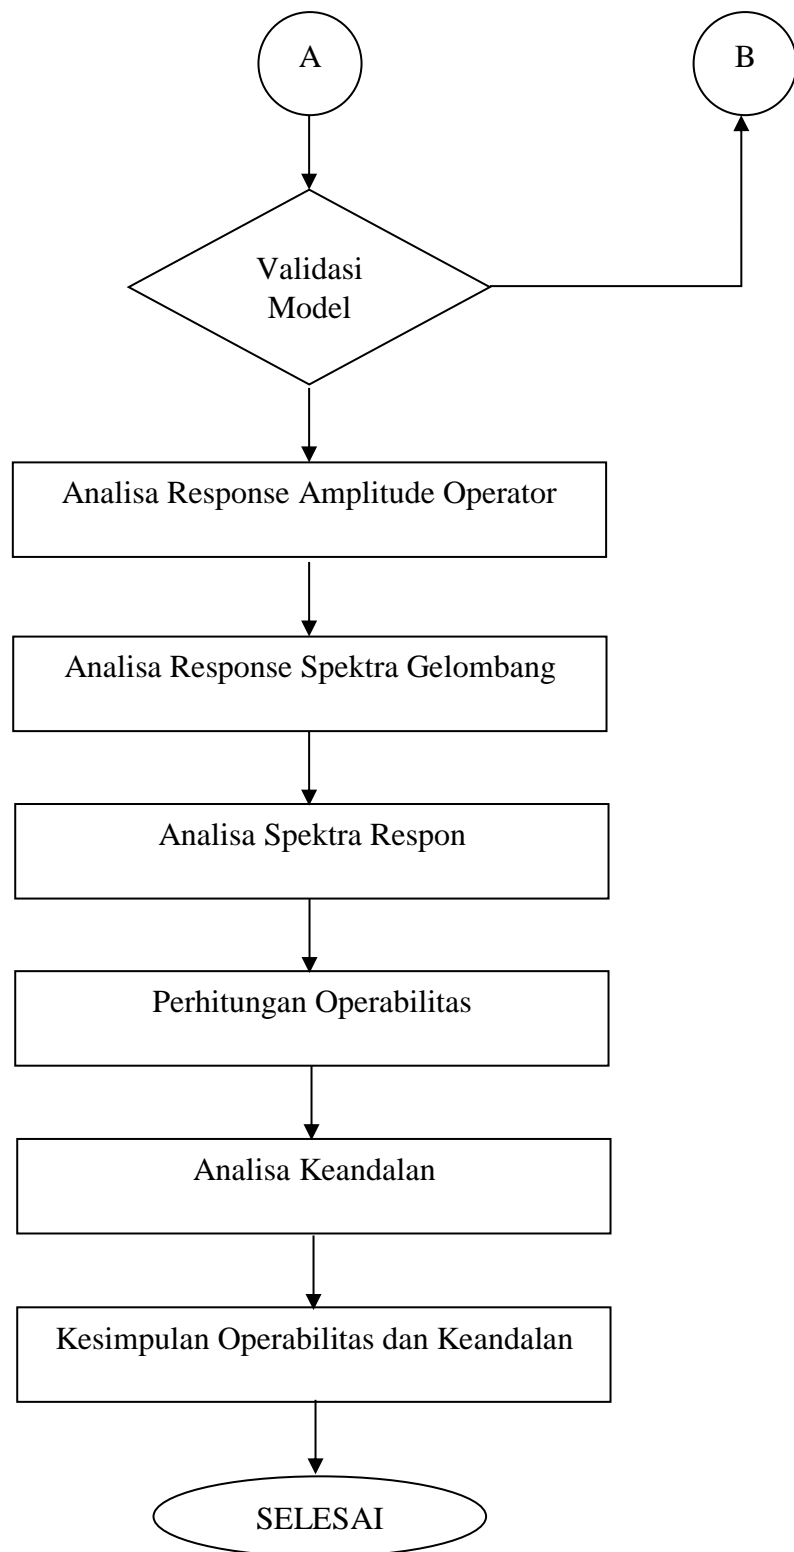 A
B
Validasi
Model
Analisa Response Amplitude Operator
Analisa Response Spektra Gelombang
Analisa Spektra Respon
Perhitungan Operabilitas
Analisa Keandalan
Kesimpulan Operabilitas dan Keandalan
SELESAI